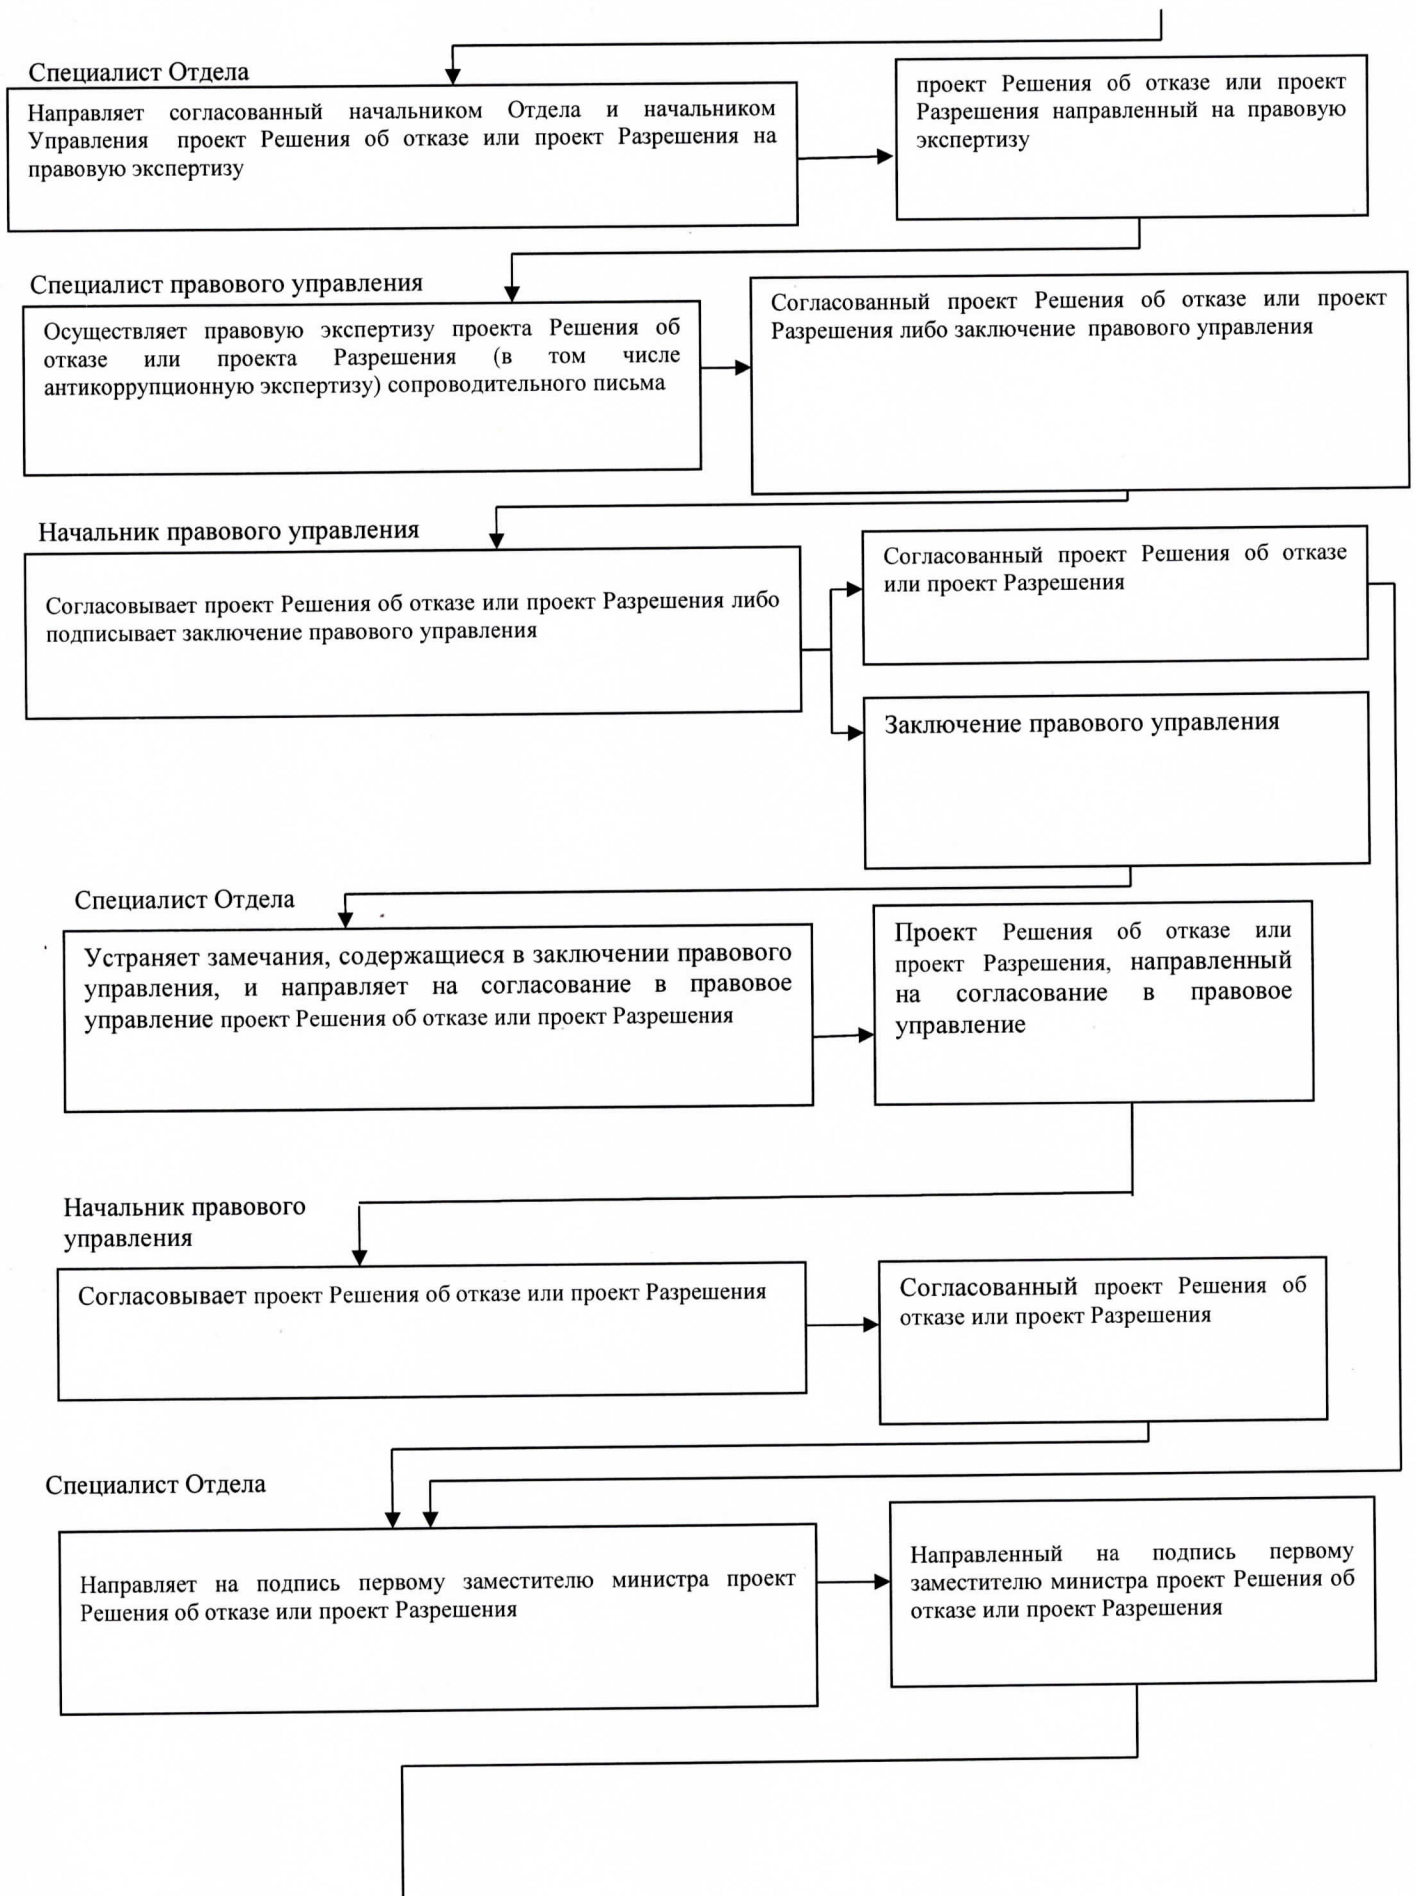 Специалист Отдела
Направляет согласованный начальником Отдела и начальником
Управления проект Решения об отказе или проект Разрешения на
правовую экспертизу
проект Решения об отказе или проект
Разрешения направленный на правовую
экспертизу
Специалист правового управления
Осуществляет правовую экспертизу проекта Решения об
отказе или проекта Разрешения (в том числе
антикоррупционную экспертизу) сопроводительного письма
Согласованный проект Решения об отказе или проект
Разрешения либо заключение правового управления
Начальник правового управления
Согласовывает проект Решения об отказе или проект Разрешения либо
подписывает заключение правового управления
Согласованный проект Решения об отказе
или проект Разрешения
Заключение правового управления
Специалист Отдела
Устраняет замечания, содержащиеся в заключении правового
управления, и направляет на согласование в правовое
управление проект Решения об отказе или проект Разрешения
Проект Решения об отказе или
проект Разрешения, направленный
на согласование в правовое
управление
Начальник правового
управления
Согласовывает проект Решения об отказе или проект Разрешения
Согласованный проект Решения об
отказе или проект Разрешения
Специалист Отдела
Направляет на подпись первому заместителю министра проект
Решения об отказе или проект Разрешения
Направленный на подпись первому
заместителю министра проект Решения об
отказе или проект Разрешения